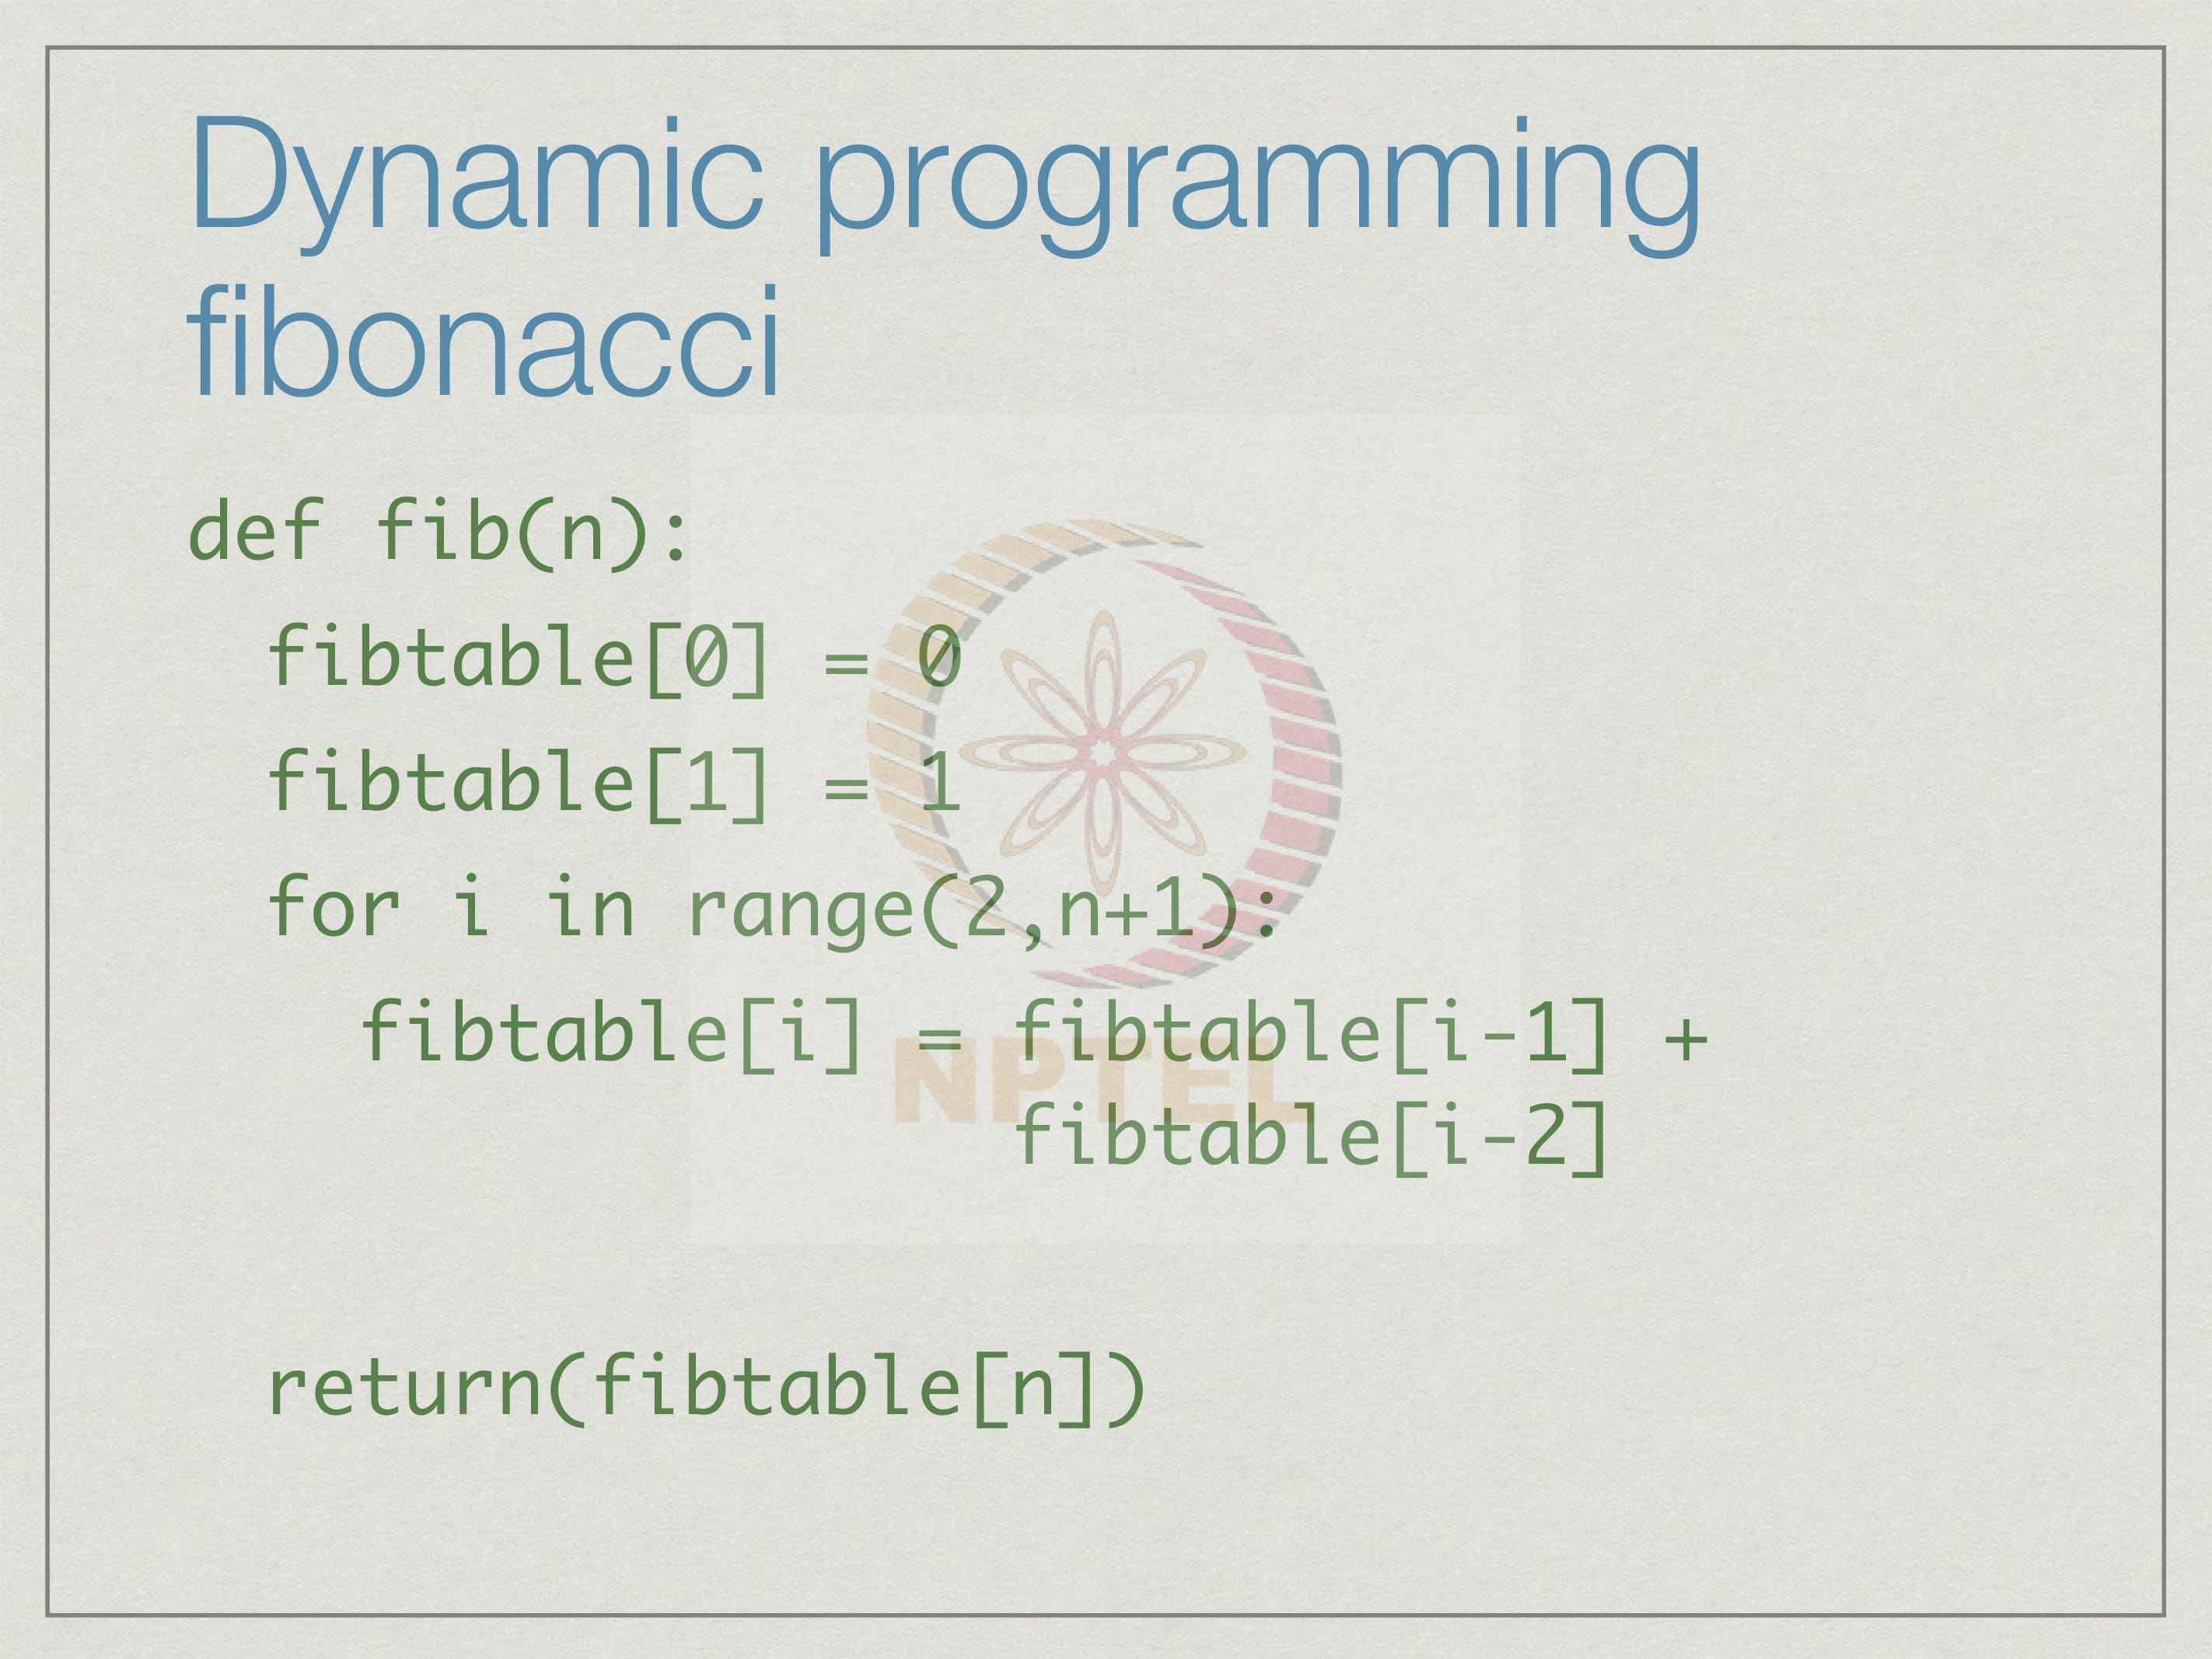 Dynamic programming
fibonacci
def fib(n):
fibtable[0] = 0
fibtable[1] = 1
for i in range(2,n+1):
fibtable[i] = fibtable[i-1] +
fibtable[i-2]
NPTEL
return(fibtable[n])